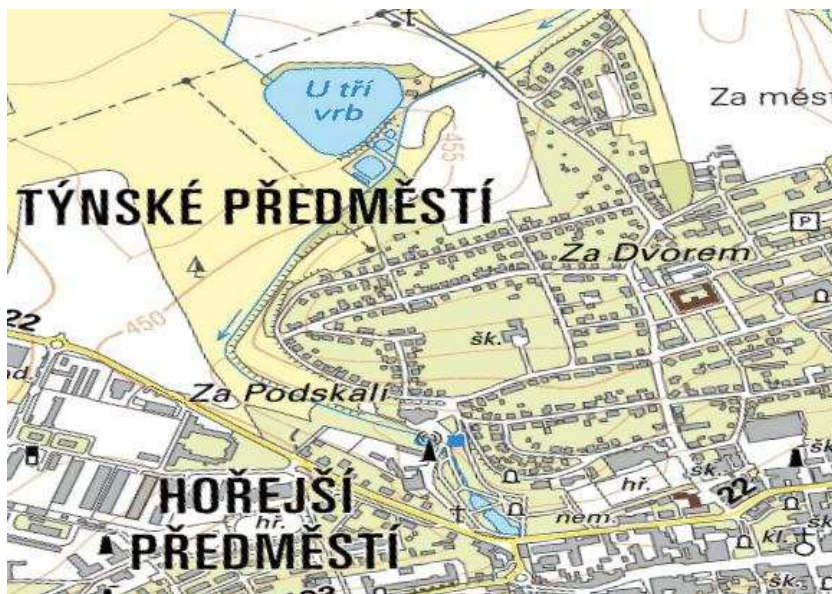 U tří
vrb
455
Za měst
TÝNSKÉ PŘEDMĚSTÍ
P
Za Dvorem
450
22
šk.
Za Podskalí
HOŘEJŠÍ
PŘEDMĚSTÍ
hř.
hř.
šk.
22
nem.
kl.
šk.
šk.